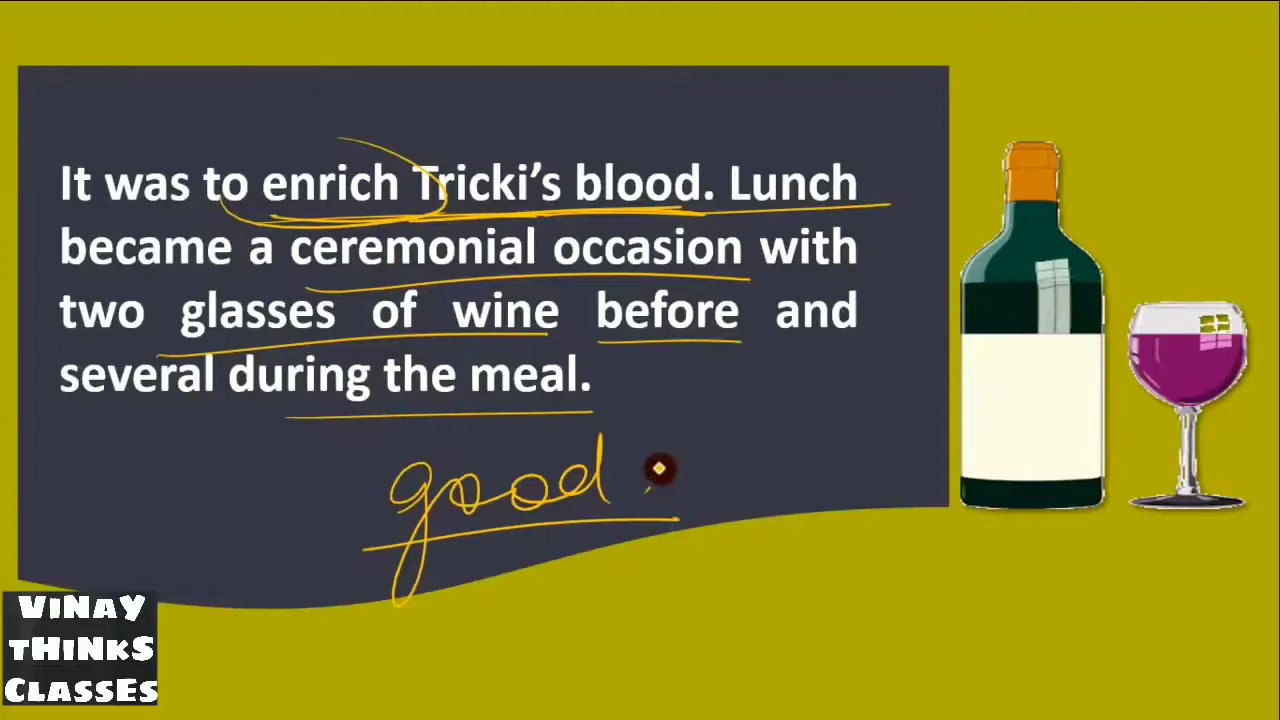 It was to enrich Tricki’s blood. Lunch
became a ceremonial occasion with
two glasses of wine before and
several during the meal.
good
ViNAY
THiNKS
CLASSES